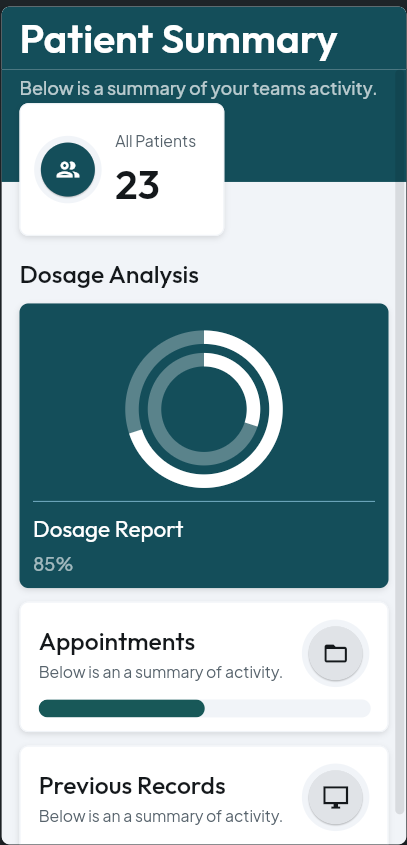 Patient Summary
Below is a summary of your teams activity.
All Patients
23
Dosage Analysis
Dosage Report
85%
Appointments
Below is an a summary of activity.
Previous Records
Below is an a summary of activity.